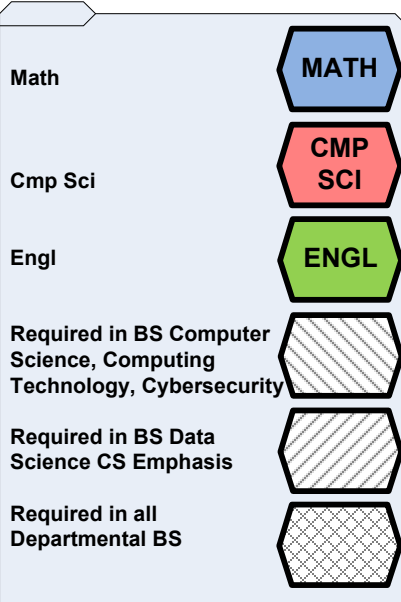 Math
MATH
Cmp Sci
CMP
SCI
Engl
ENGL
Required in BS Computer
Science, Computing
Technology, Cybersecurity
Required in BS Data
Science CS Emphasis
Required in all
Departmental BS